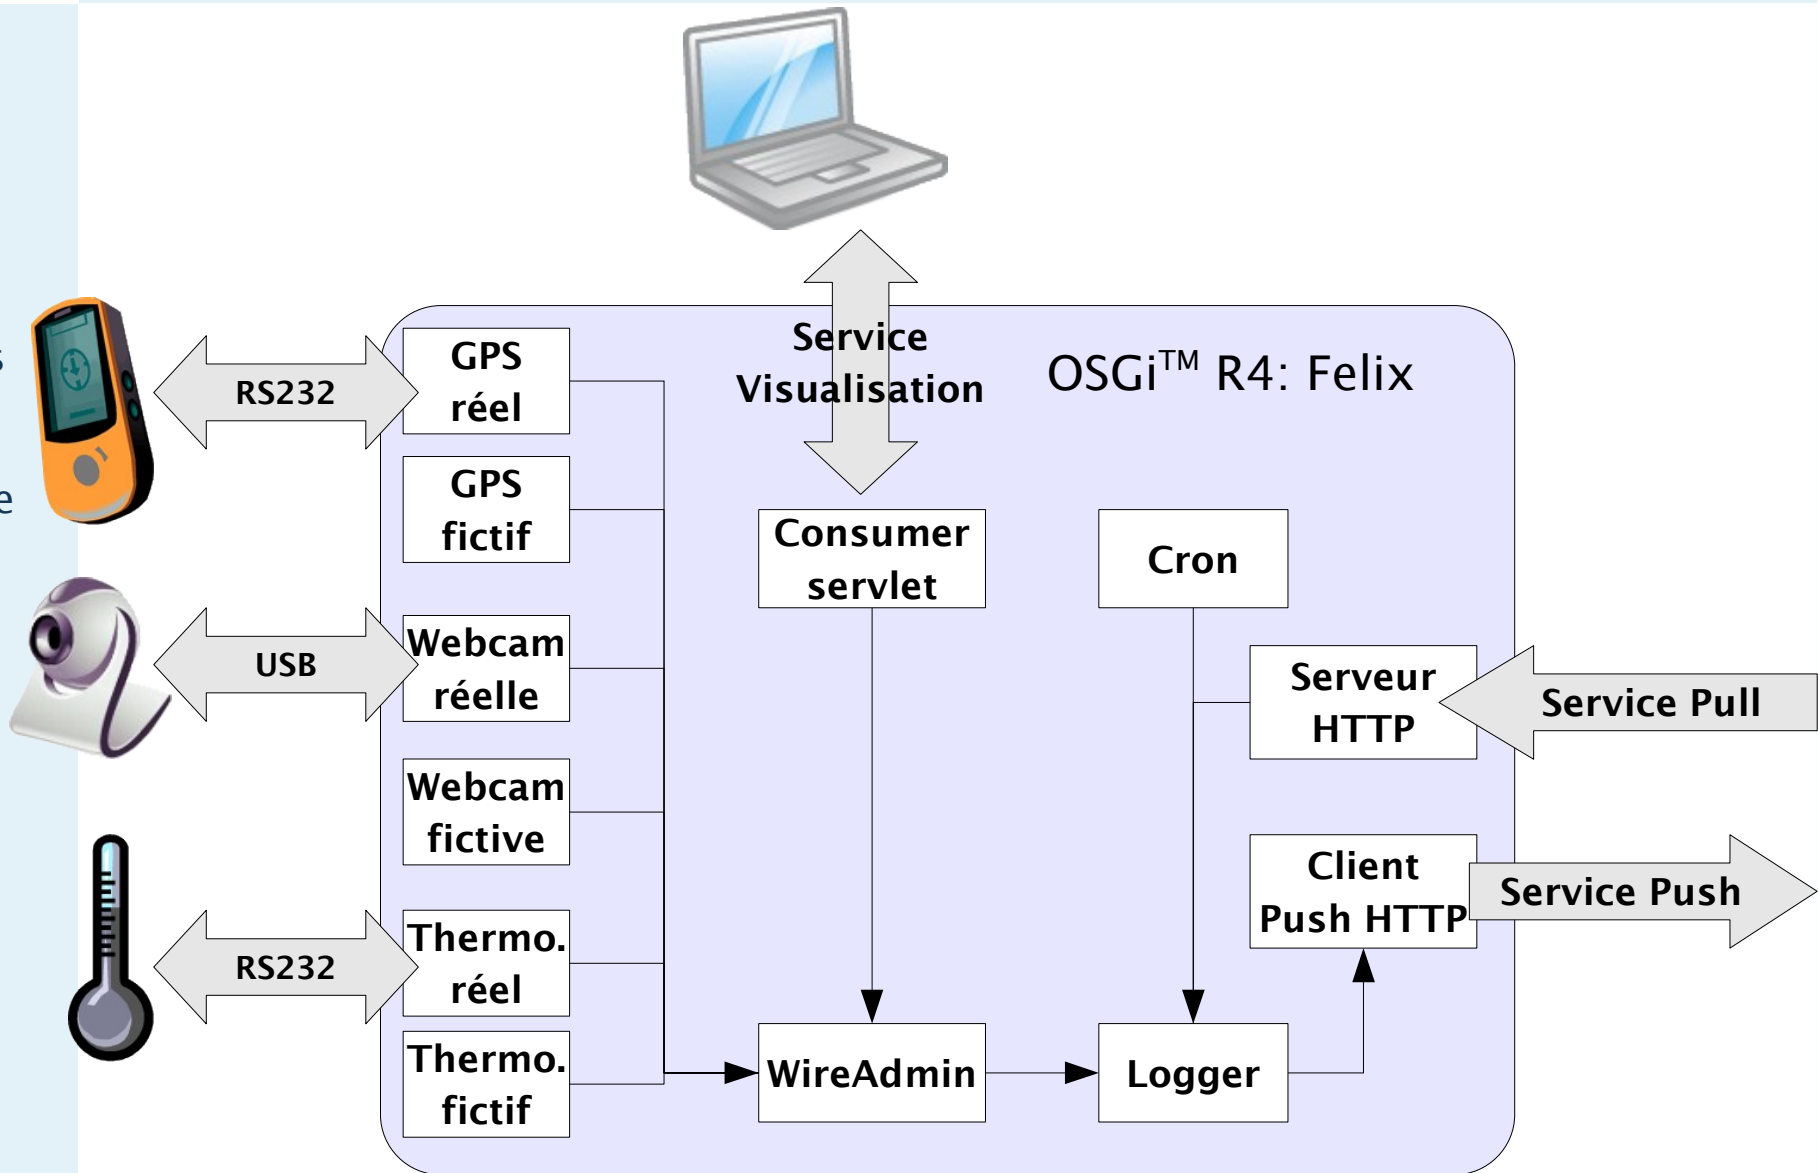 s
e
Service
Visualisation
OSGi™ R4: Felix
RS232
GPS
réel
GPS
fictif
Consumer
servlet
Cron
USB
Webcam
réelle
Serveur
HTTP
Service Pull
Webcam
fictive
Client
Push HTTP
Service Push
RS232
Thermo.
réel
Thermo.
fictif
WireAdmin
Logger